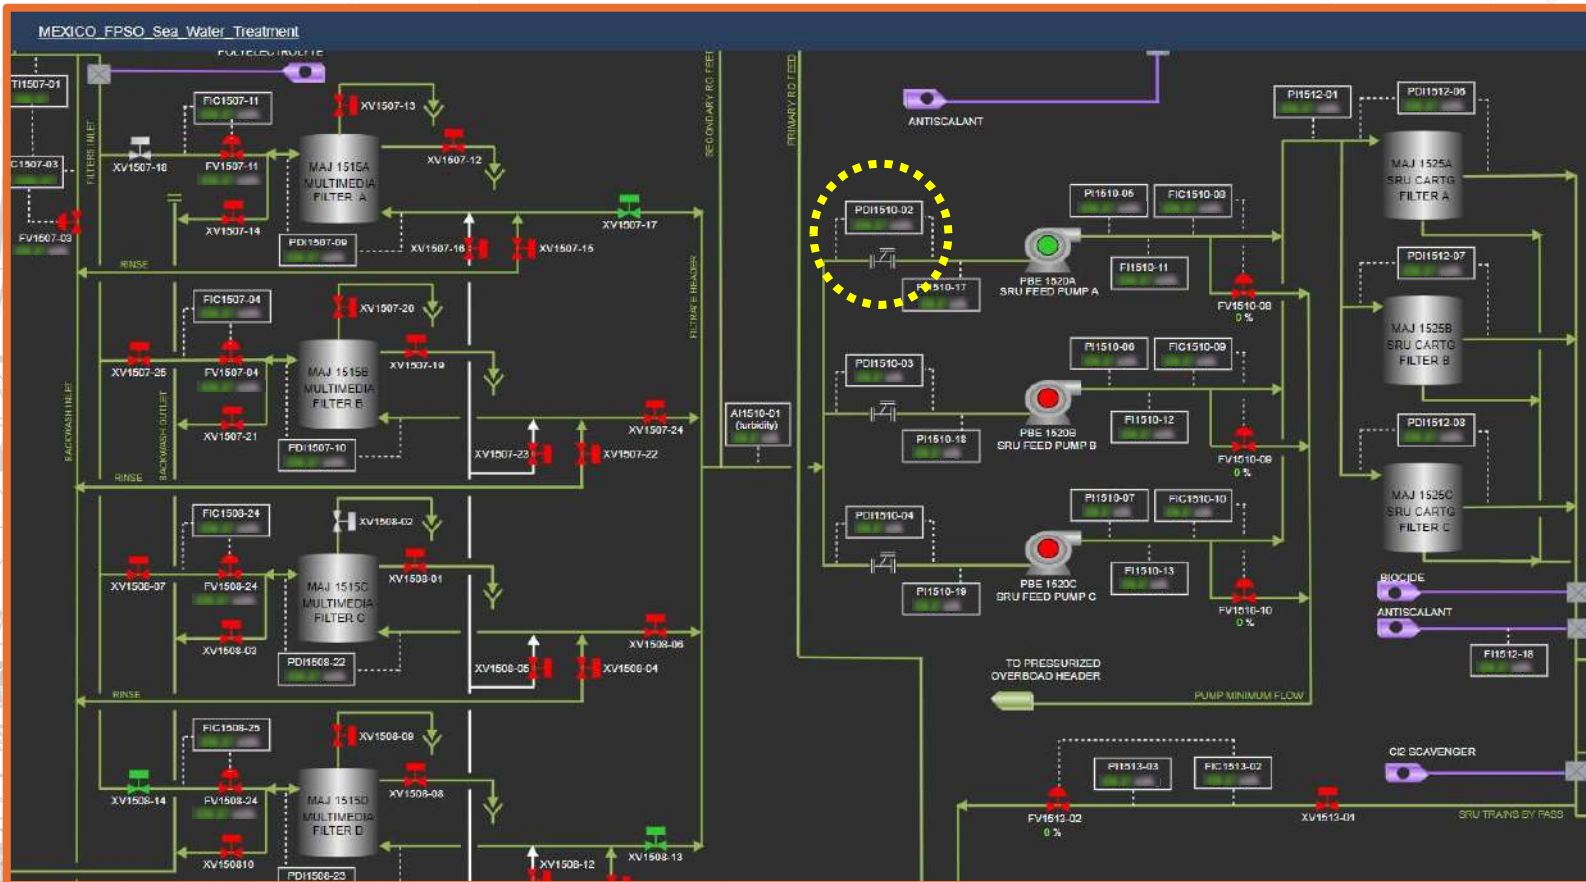 MEXICO_FPSO_Sea_Water_Treatment
POLYELECTROLYTE
TI1507-01
FIC1507-11
XV1507-13
XV1507-18
FV1507-11
MAJ 1515A
MULTIMEDIA
FILTER A
XV1507-12
FILTERS INLET
C1507-03
FV1507-03
XV1507-14
PDI1507-09
XV1507-16
XV1507-15
XV1507-17
RINSE
FIC1507-04
XV1507-20
XV1507-25
FV1507-04
MAJ 1515B
MULTIMEDIA
FILTER B
XV1507-19
XV1507-21
PDI1507-10
XV1507-23
XV1507-22
XV1507-24
BACKWASH INLET
BACKWASH OUTLET
RINSE
FIC1508-24
XV1508-02
XV1508-07
FV1508-24
MAJ 1515C
MULTIMEDIA
FILTER C
XV1508-01
XV1508-03
PDI1508-22
XV1508-05
XV1508-04
XV1508-06
RINSE
FIC1508-25
XV1508-09
XV1508-14
FV1508-24
MAJ 1515D
MULTIMEDIA
FILTER D
XV1508-08
XV150810
PDI1508-23
XV1508-12
XV1508-13
FILTRATE HEADER
SECONDARY RO FEED
PRIMARY RO FEED
AI1510-01
(turbidity)
ANTISCALANT
PDI1510-02
PI1510-17
PBE 1520A
SRU FEED PUMP A
PI1510-05
FIC1510-08
FI1510-11
FV1510-08
0 %
PDI1510-03
PI1510-18
PBE 1520B
SRU FEED PUMP B
PI1510-06
FIC1510-09
FI1510-12
FV1510-09
0 %
PDI1510-04
PI1510-19
PBE 1520C
SRU FEED PUMP C
PI1510-07
FIC1510-10
FI1510-13
FV1510-10
0 %
TO PRESSURIZED
OVERBOAD HEADER
PUMP MINIMUM FLOW
PI1512-01
PDI1512-06
MAJ 1525A
SRU CARTG
FILTER A
PDI1512-07
MAJ 1525B
SRU CARTG
FILTER B
PDI1512-08
MAJ 1525C
SRU CARTG
FILTER C
BIOCIDE
ANTISCALANT
FI1512-18
Cl2 SCAVENGER
PI1513-03
FIC1513-02
FV1513-02
0 %
XV1513-01
SRU TRAINS BY PASS